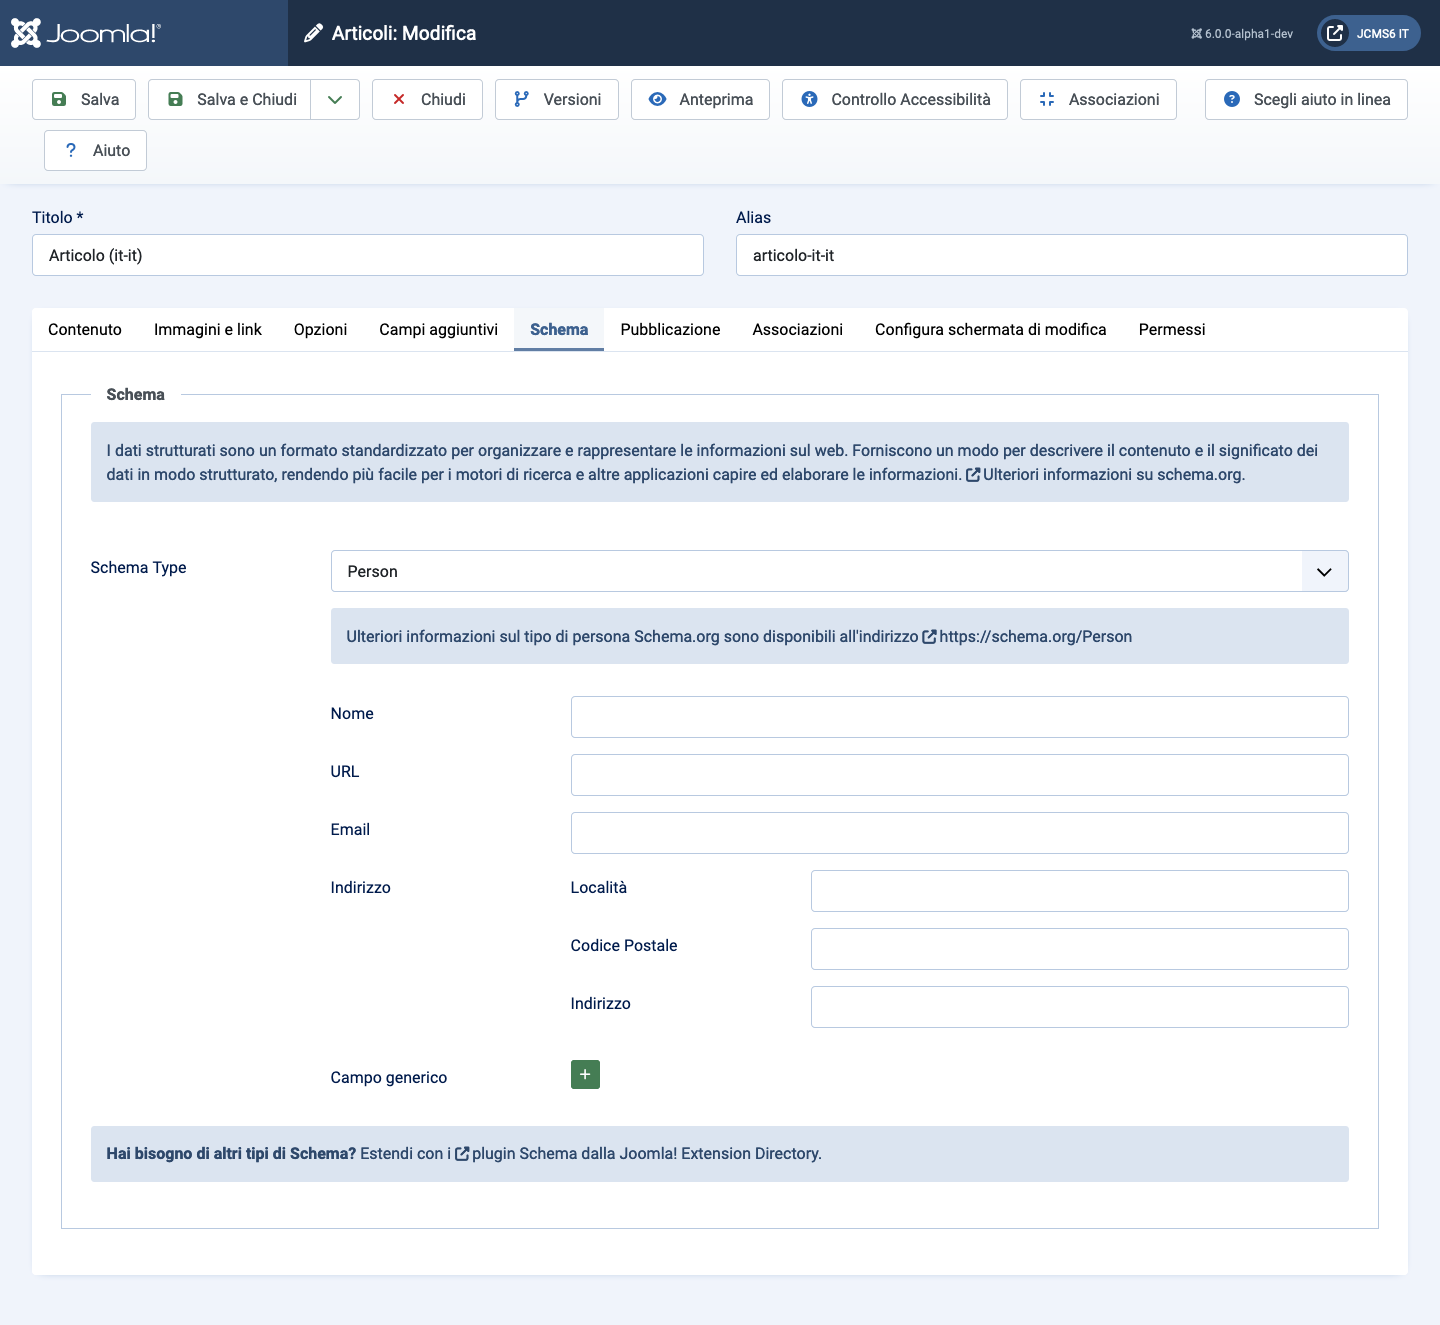 Joomla!®
Articoli: Modifica
6.0.0-alpha1-dev
JCMS6 IT
Salva
Salva e Chiudi
Chiudi
Versioni
Anteprima
Controllo Accessibilità
Associazioni
Scegli aiuto in linea
? Aiuto
Titolo *
Alias
Articolo (it-it)
articolo-it-it
Contenuto
Immagini e link
Opzioni
Campi aggiuntivi
Schema
Pubblicazione
Associazioni
Configura schermata di modifica
Permessi
Schema
I dati strutturati sono un formato standardizzato per organizzare e rappresentare le informazioni sul web. Forniscono un modo per descrivere il contenuto e il significato dei
dati in modo strutturato, rendendo più facile per i motori di ricerca e altre applicazioni capire ed elaborare le informazioni. Ulteriori informazioni su schema.org.
Schema Type
Person
Ulteriori informazioni sul tipo di persona Schema.org sono disponibili all'indirizzo https://schema.org/Person
Nome
URL
Email
Indirizzo
Località
Codice Postale
Indirizzo
Campo generico
+
Hai bisogno di altri tipi di Schema? Estendi con i plugin Schema dalla Joomla! Extension Directory.